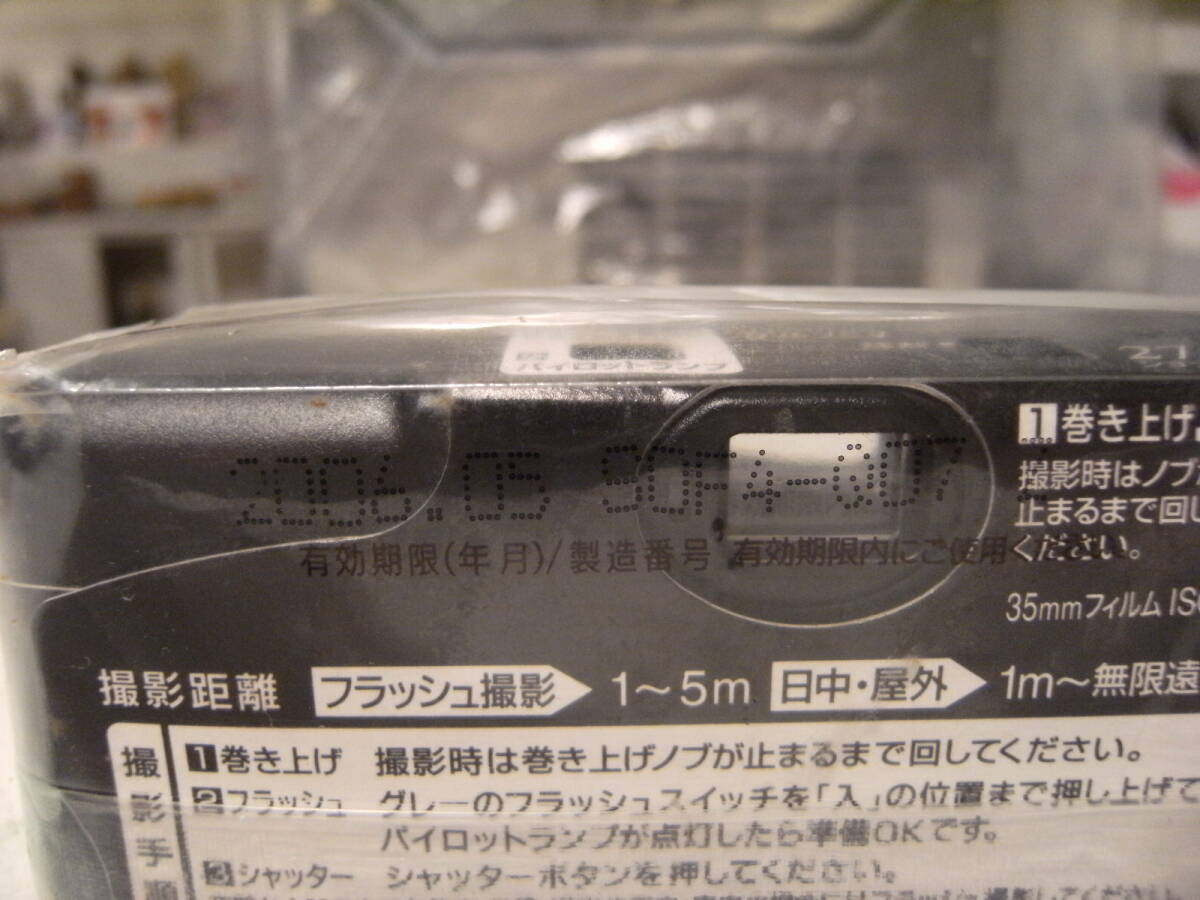 パイロットランプ
27
2006.05
1 巻き上げ
撮影時はノブ
止まるまで回し
ください。
有効期限(年月)/製造番号 有効期限内にご使用
35mmフィルム IS
撮影距離 フラッシュ撮影 1～5m 日中・屋外 1m～無限遠
撮影手順
1 巻き上げ 撮影時は巻き上げノブが止まるまで回してください。
2 フラッシュ グレーのフラッシュスイッチを「入」の位置まで押し上げて
パイロットランプが点灯したら準備OKです。
3 シャッター シャッターボタンを押してください。